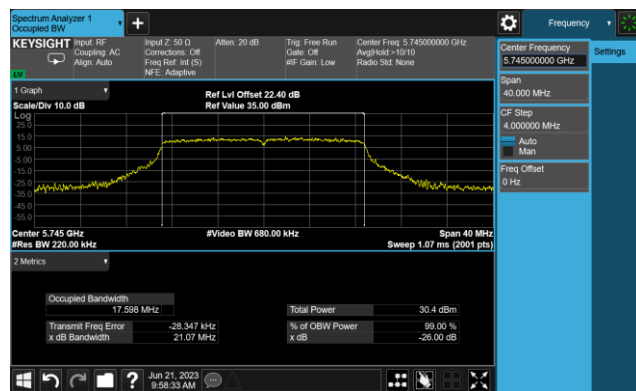 Spectrum Analyzer 1
Occupied BW
Frequency
KEYSIGHT
Input: RF
Coupling: AC
Align: Auto
Input Z: 50 Ω
Corrections: Off
Freq Ref: Int (S)
NFE: Adaptive
Atten: 20 dB
Trig: Free Run
Gate: Off
#IF Gain: Low
Center Freq: 5.745000000 GHz
Avg|Hold:>10/10
Radio Std: None
Center Frequency
5.745000000 GHz
Settings
Span
40.000 MHz
CF Step
4.000000 MHz
Auto
Man
Freq Offset
0 Hz
1 Graph
Scale/Div 10.0 dB
Ref Lvl Offset 22.40 dB
Ref Value 35.00 dBm
Log
25.0
15.0
5.00
-5.00
-15.0
-25.0
-35.0
-45.0
-55.0
Center 5.745 GHz
#Res BW 220.00 kHz
#Video BW 680.00 kHz
Span 40 MHz
Sweep 1.07 ms (2001 pts)
2 Metrics
Occupied Bandwidth
17.598 MHz
Total Power
30.4 dBm
Transmit Freq Error
-28.347 kHz
% of OBW Power
99.00 %
x dB Bandwidth
21.07 MHz
x dB
-26.00 dB
?
Jun 21, 2023
9:58:33 AM